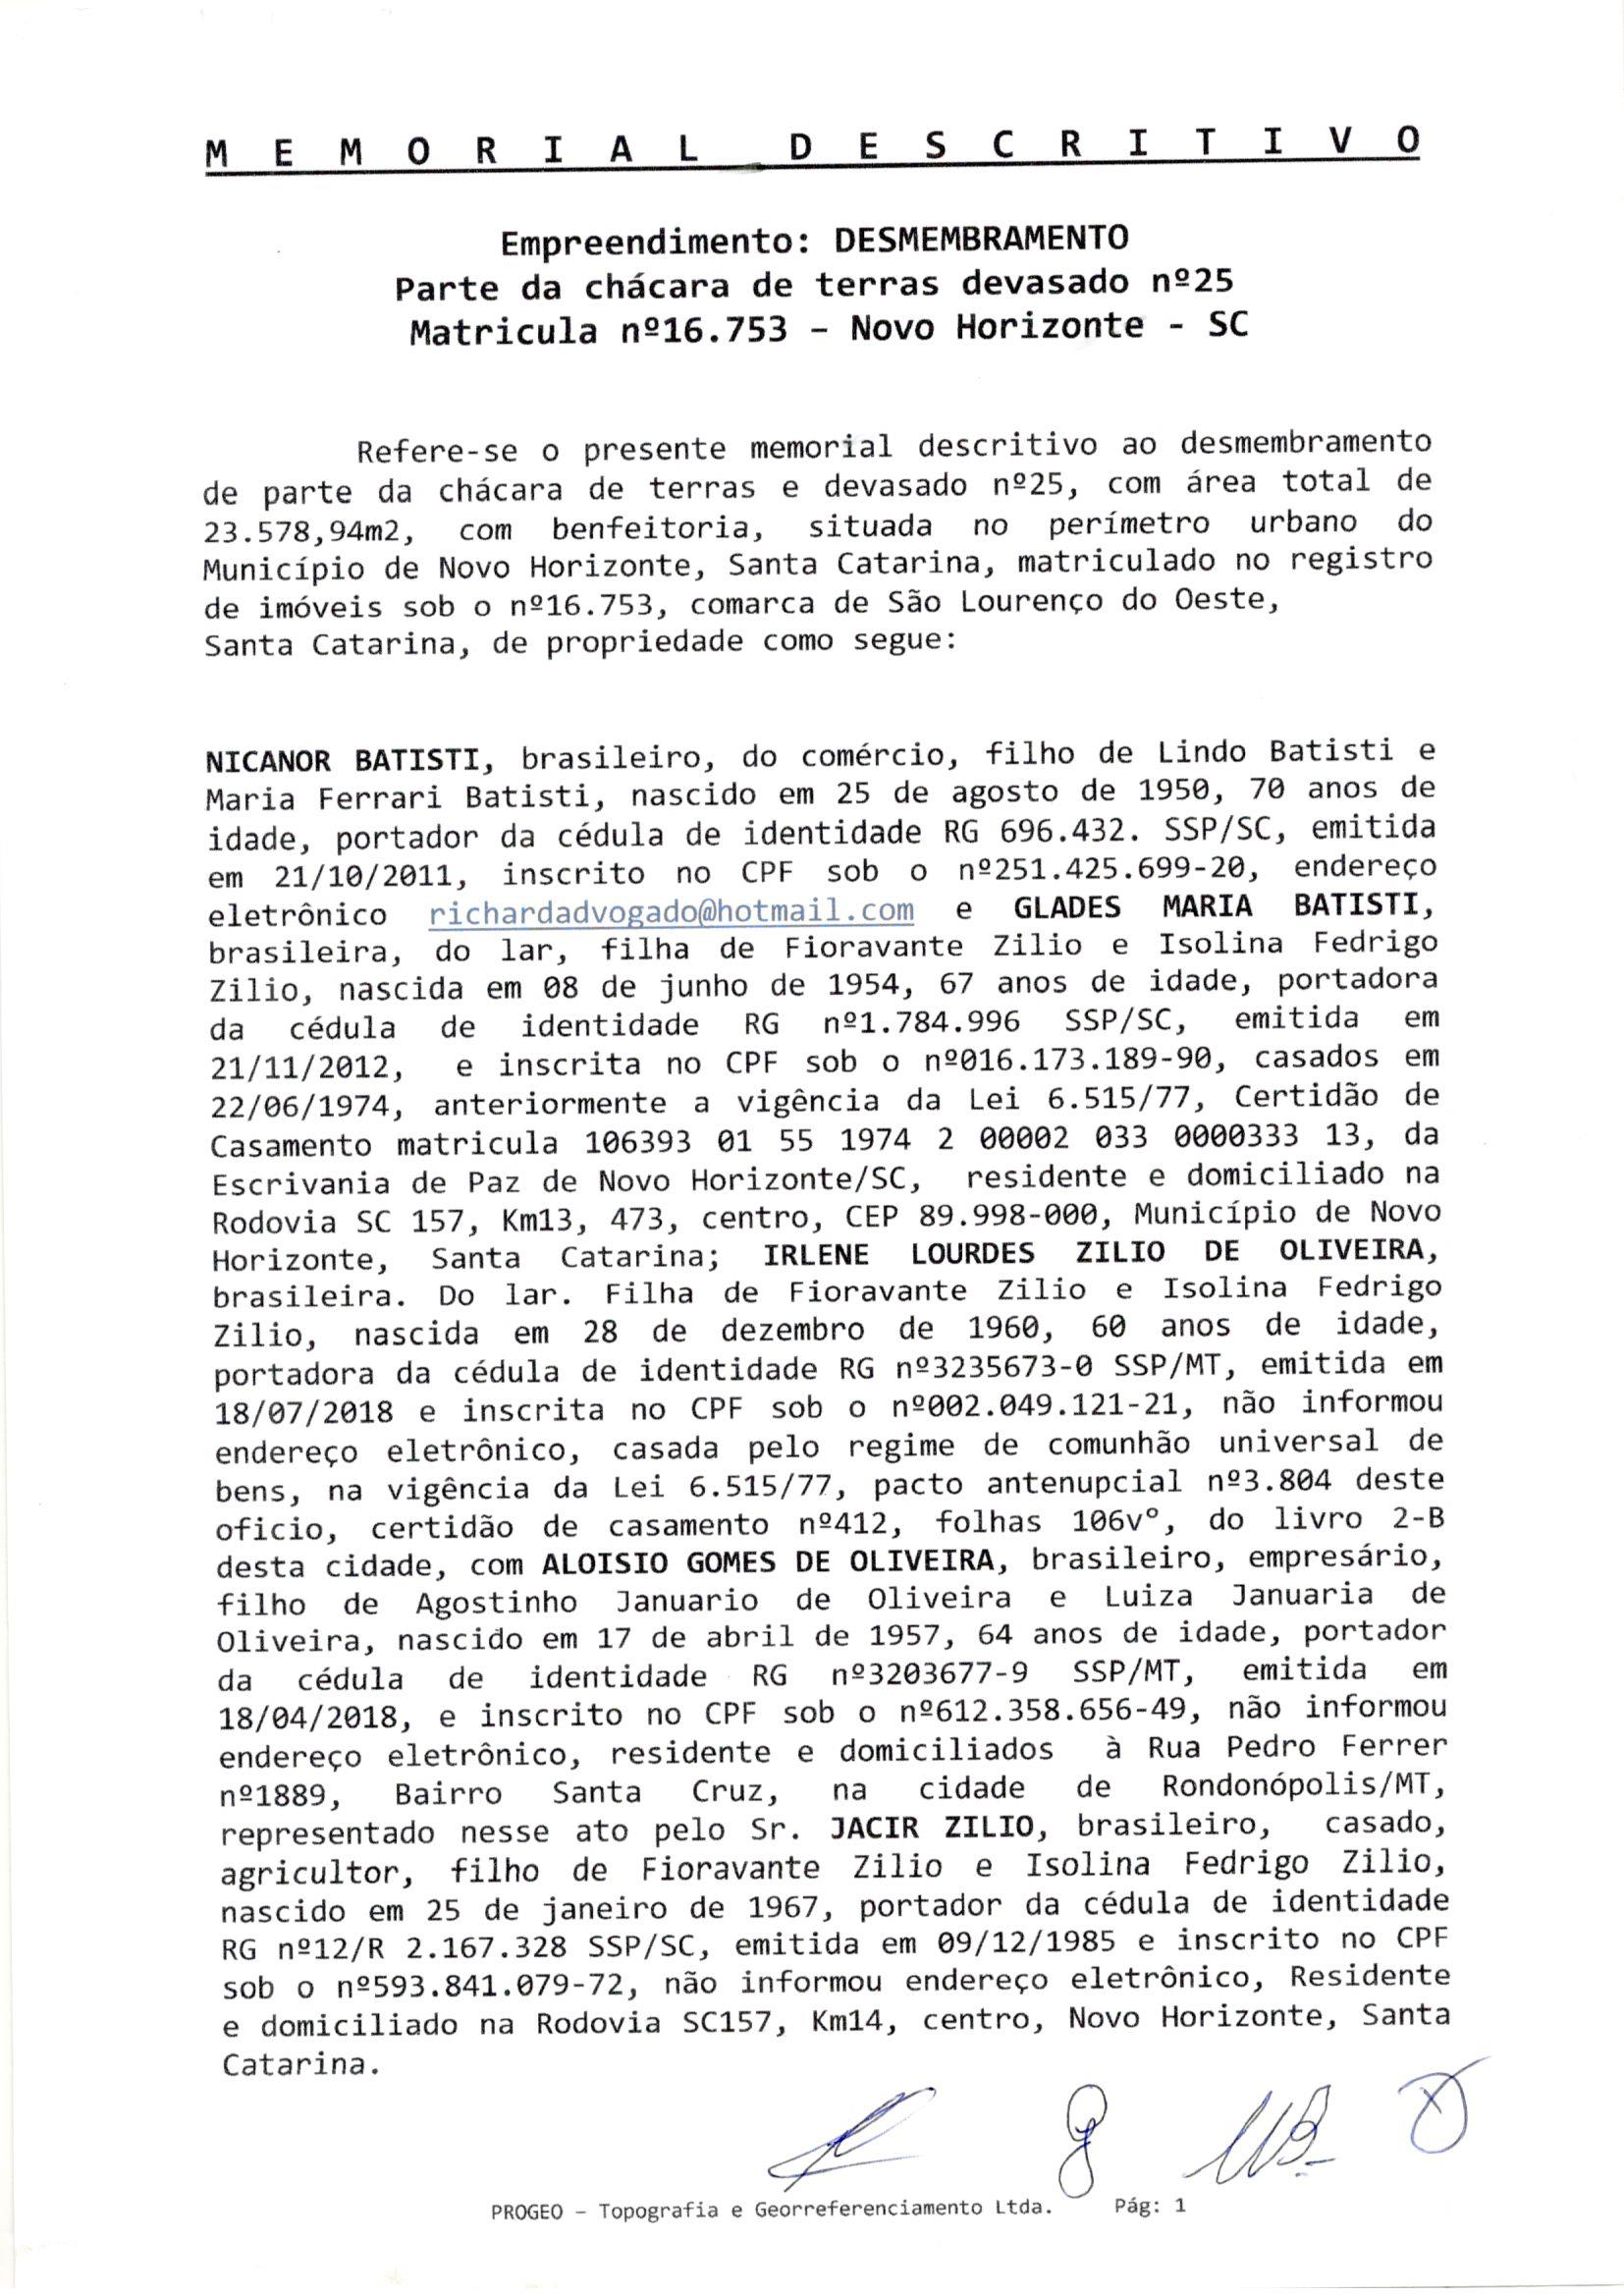 MEMORIAL DESCRITIVO
Empreendimento: DESMEMBRAMENTO
Parte da chácara de terras devasado nº25
Matricula nº16.753 – Novo Horizonte - SC
Refere-se o presente memorial descritivo ao desmembramento
de parte da chácara de terras e devasado nº25, com área total de
23.578,94m2, com benfeitoria, situada no perímetro urbano do
Município de Novo Horizonte, Santa Catarina, matriculado no registro
de imóveis sob o nº16.753, comarca de São Lourenço do Oeste,
Santa Catarina, de propriedade como segue:
NICANOR BATISTI, brasileiro, do comércio, filho de Lindo Batisti e
Maria Ferrari Batisti, nascido em 25 de agosto de 1950, 70 anos de
idade, portador da cédula de identidade RG 696.432. SSP/SC, emitida
em 21/10/2011, inscrito no CPF sob o nº251.425.699-20, endereço
eletrônico richardadvogado@hotmail.com e GLADES MARIA BATISTI,
brasileira, do lar, filha de Fioravante Zilio e Isolina Fedrigo
Zilio, nascida em 08 de junho de 1954, 67 anos de idade, portadora
da cédula de identidade RG nº1.784.996 SSP/SC, emitida em
21/11/2012, e inscrita no CPF sob o nº016.173.189-90, casados em
22/06/1974, anteriormente a vigência da Lei 6.515/77, Certidão de
Casamento matricula 106393 01 55 1974 2 00002 033 0000333 13, da
Escrivania de Paz de Novo Horizonte/SC, residente e domiciliado na
Rodovia SC 157, Km13, 473, centro, CEP 89.998-000, Município de Novo
Horizonte, Santa Catarina; IRLENE LOURDES ZILIO DE OLIVEIRA,
brasileira. Do lar. Filha de Fioravante Zilio e Isolina Fedrigo
Zilio, nascida em 28 de dezembro de 1960, 60 anos de idade,
portadora da cédula de identidade RG nº3235673-0 SSP/MT, emitida em
18/07/2018 e inscrita no CPF sob o nº002.049.121-21, não informou
endereço eletrônico, casada pelo regime de comunhão universal de
bens, na vigência da Lei 6.515/77, pacto antenupcial nº3.804 deste
oficio, certidão de casamento nº412, folhas 106vº, do livro 2-B
desta cidade, com ALOISIO GOMES DE OLIVEIRA, brasileiro, empresário,
filho de Agostinho Januario de Oliveira e Luiza Januaria de
Oliveira, nascido em 17 de abril de 1957, 64 anos de idade, portador
da cédula de identidade RG nº3203677-9 SSP/MT, emitida em
18/04/2018, e inscrito no CPF sob o nº612.358.656-49, não informou
endereço eletrônico, residente e domiciliados à Rua Pedro Ferrer
nº1889, Bairro Santa Cruz, na cidade de Rondonópolis/MT,
representado nesse ato pelo Sr. JACIR ZILIO, brasileiro, casado,
agricultor, filho de Fioravante Zilio e Isolina Fedrigo Zilio,
nascido em 25 de janeiro de 1967, portador da cédula de identidade
RG nº12/R 2.167.328 SSP/SC, emitida em 09/12/1985 e inscrito no CPF
sob o nº593.841.079-72, não informou endereço eletrônico, Residente
e domiciliado na Rodovia SC157, Km14, centro, Novo Horizonte, Santa
Catarina.
PROGEO – Topografia e Georreferenciamento Ltda. Pág: 1